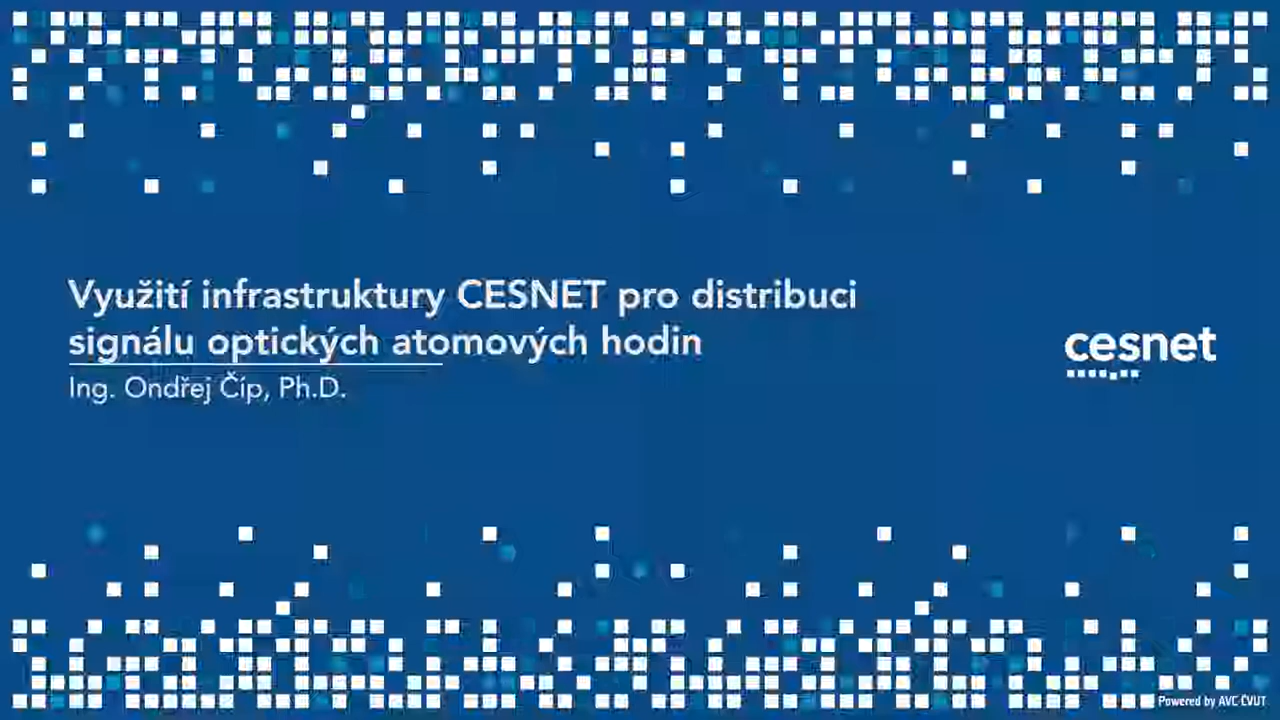 Využití infrastruktury CESNET pro distribuci
signálu optických atomových hodin
Ing. Ondřej Číp, Ph.D.
cesnet
Powered by AVC ČVUT